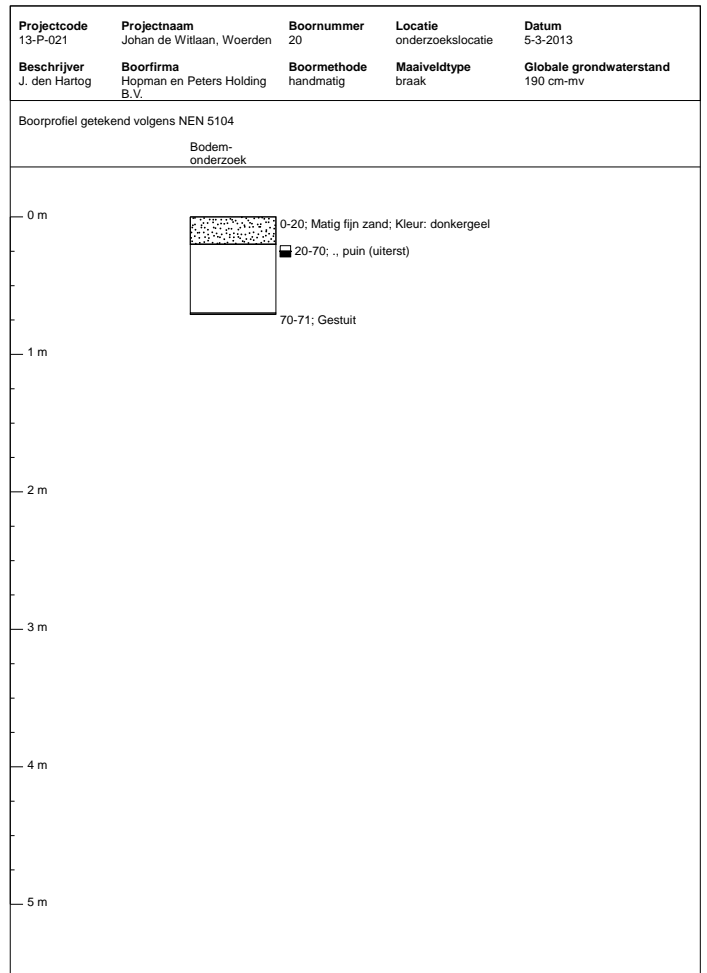 Projectcode Projectnaam Boornummer Locatie Datum
13-P-021 Johan de Witlaan, Woerden 20 onderzoekslocatie 5-3-2013
Beschrijver Boorfirma Boormethode Maaiveldtype Globale grondwaterstand
J. den Hartog Hopman en Peters Holding handmatig braak 190 cm-mv
B.V.
Boorprofiel getekend volgens NEN 5104
Bodem-
onderzoek
0 m
0-20; Matig fijn zand; Kleur: donkergeel
20-70; ., puin (uiterst)
70-71; Gestuit
1 m
2 m
3 m
4 m
5 m